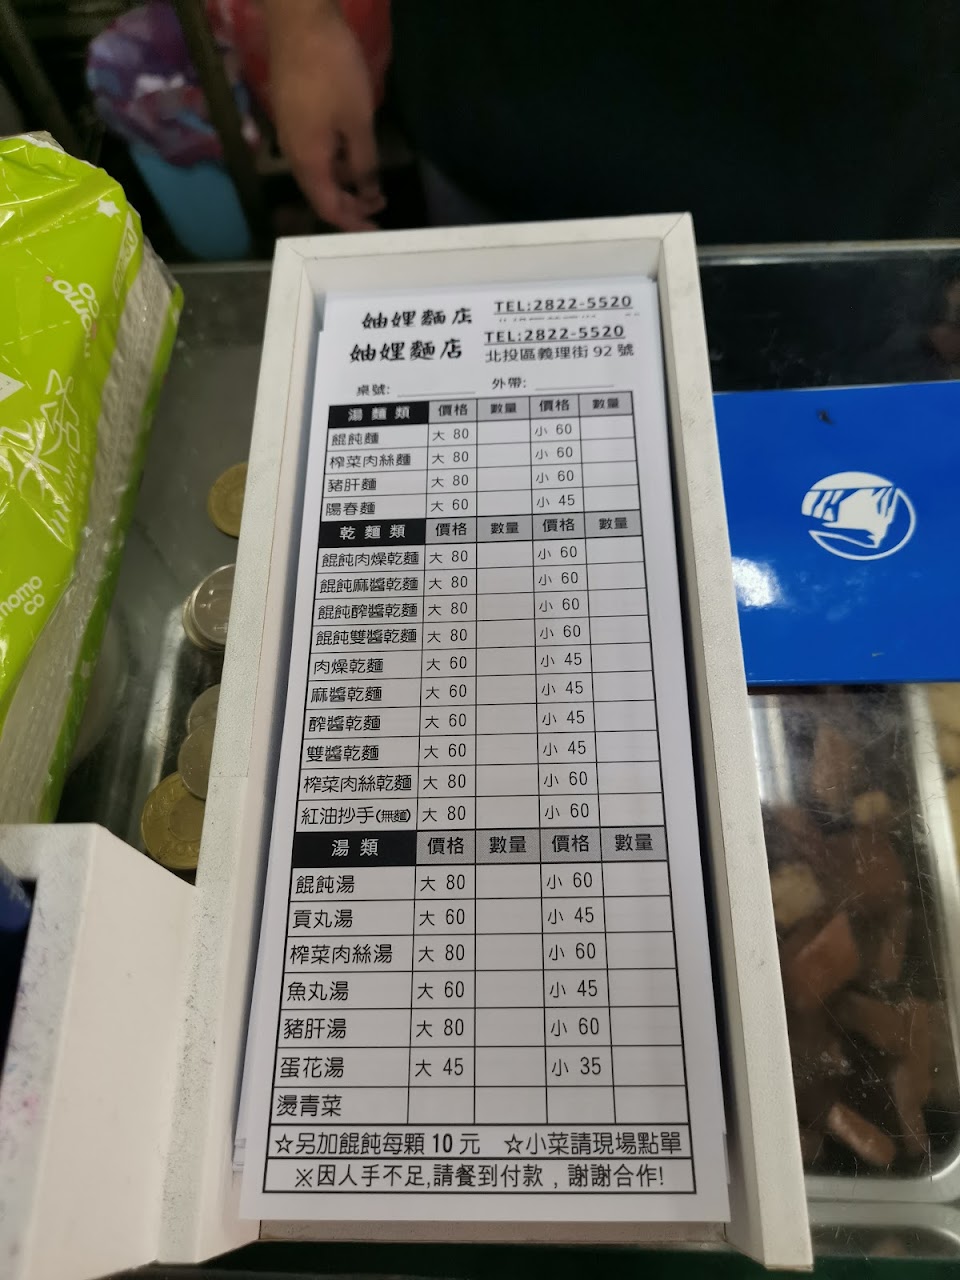 妯娌麵店 TEL:2822-5520
妯娌麵店 TEL:2822-5520
北投區義理街 92 號
桌號: 外帶:
湯麵類 價格 數量 價格 數量
餛飩麵 大 80 小 60
榨菜肉絲麵 大 80 小 60
豬肝麵 大 80 小 60
陽春麵 大 60 小 45
乾麵類 價格 數量 價格 數量
餛飩肉燥乾麵 大 80 小 60
餛飩麻醬乾麵 大 80 小 60
餛飩醡醬乾麵 大 80 小 60
餛飩雙醬乾麵 大 80 小 60
肉燥乾麵 大 60 小 45
麻醬乾麵 大 60 小 45
醡醬乾麵 大 60 小 45
雙醬乾麵 大 60 小 45
榨菜肉絲乾麵 大 80 小 60
紅油抄手(無麵) 大 80 小 60
湯類 價格 數量 價格 數量
餛飩湯 大 80 小 60
貢丸湯 大 60 小 45
榨菜肉絲湯 大 80 小 60
魚丸湯 大 60 小 45
豬肝湯 大 80 小 60
蛋花湯 大 45 小 35
燙青菜
☆另加餛飩每顆 10 元 ☆小菜請現場點單
※因人手不足,請餐到付款，謝謝合作!
momo
co